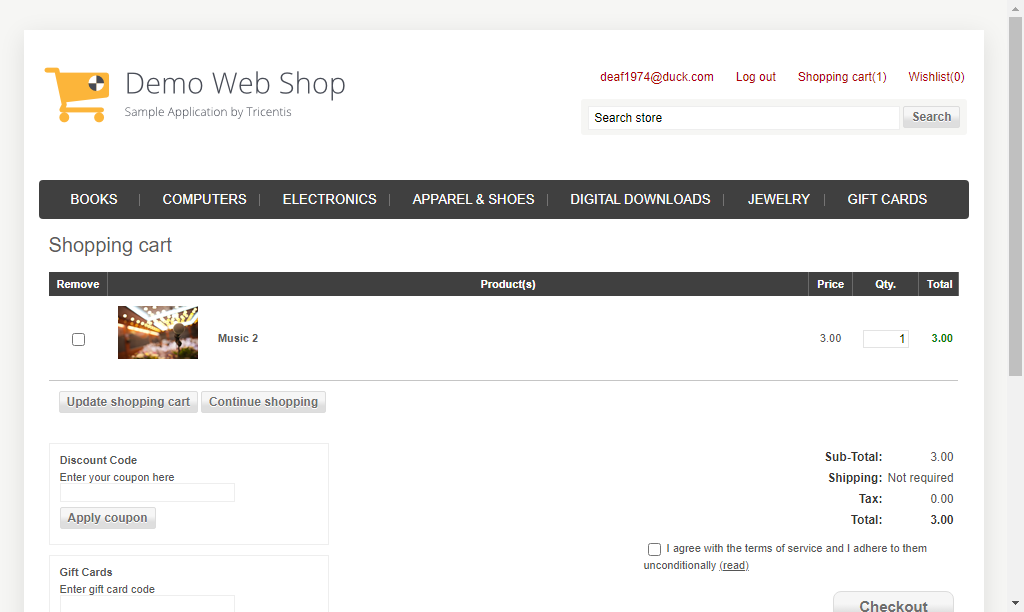 Demo Web Shop
Sample Application by Tricentis
deaf1974@duck.com Log out Shopping cart(1) Wishlist(0)
Search store Search
BOOKS COMPUTERS ELECTRONICS APPAREL & SHOES DIGITAL DOWNLOADS JEWELRY GIFT CARDS
Shopping cart
Remove Product(s) Price Qty. Total
Music 2 3.00 1 3.00
Update shopping cart Continue shopping
Discount Code
Enter your coupon here
Apply coupon
Sub-Total: 3.00
Shipping: Not required
Tax: 0.00
Total: 3.00
I agree with the terms of service and I adhere to them
unconditionally (read)
Gift Cards
Enter gift card code
Checkout